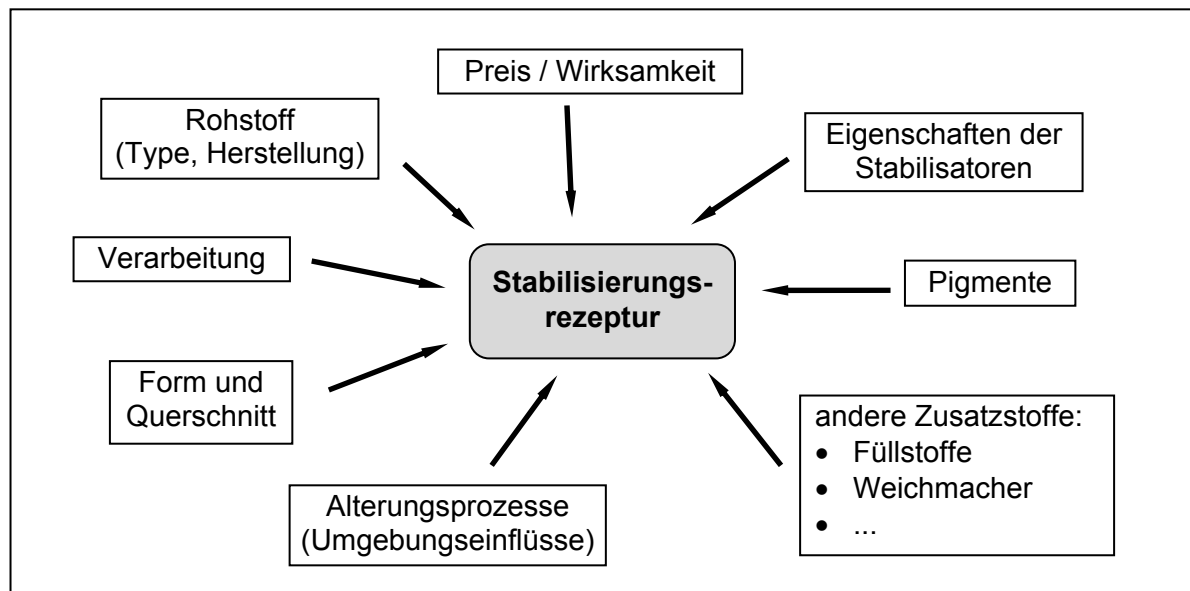 Preis / Wirksamkeit
Rohstoff
(Type, Herstellung)
Eigenschaften der
Stabilisatoren
Verarbeitung
Stabilisierungs-
rezeptur
Pigmente
Form und
Querschnitt
andere Zusatzstoffe:
• Füllstoffe
• Weichmacher
• ...
Alterungsprozesse
(Umgebungseinflüsse)